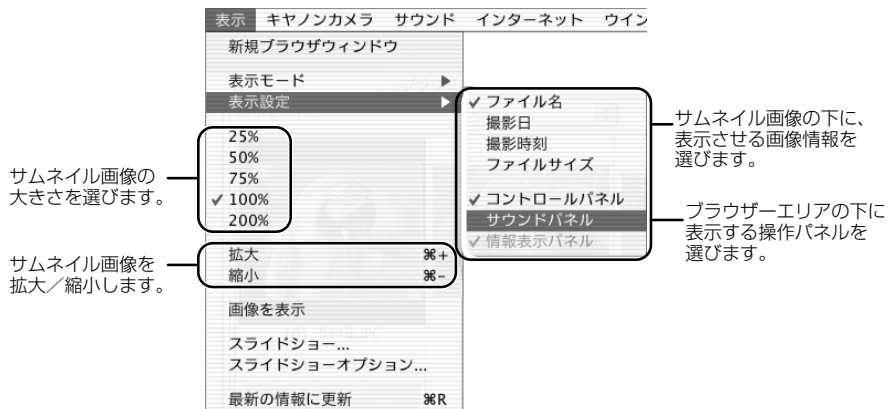 表示 キヤノンカメラ サウンド インターネット ウイン
新規ブラウザウィンドウ
表示モード
表示設定
25%
50%
75%
✓ 100%
200%
拡大 ⌘+
縮小 ⌘-
画像を表示
スライドショー...
スライドショーオプション...
最新の情報に更新 ⌘R
✓ ファイル名
撮影日
撮影時刻
ファイルサイズ
✓ コントロールパネル
サウンドパネル
✓ 情報表示パネル
サムネイル画像の
大きさを選びます。
サムネイル画像を
拡大／縮小します。
サムネイル画像の下に、
表示させる画像情報を
選びます。
ブラウザーエリアの下に
表示する操作パネルを
選びます。